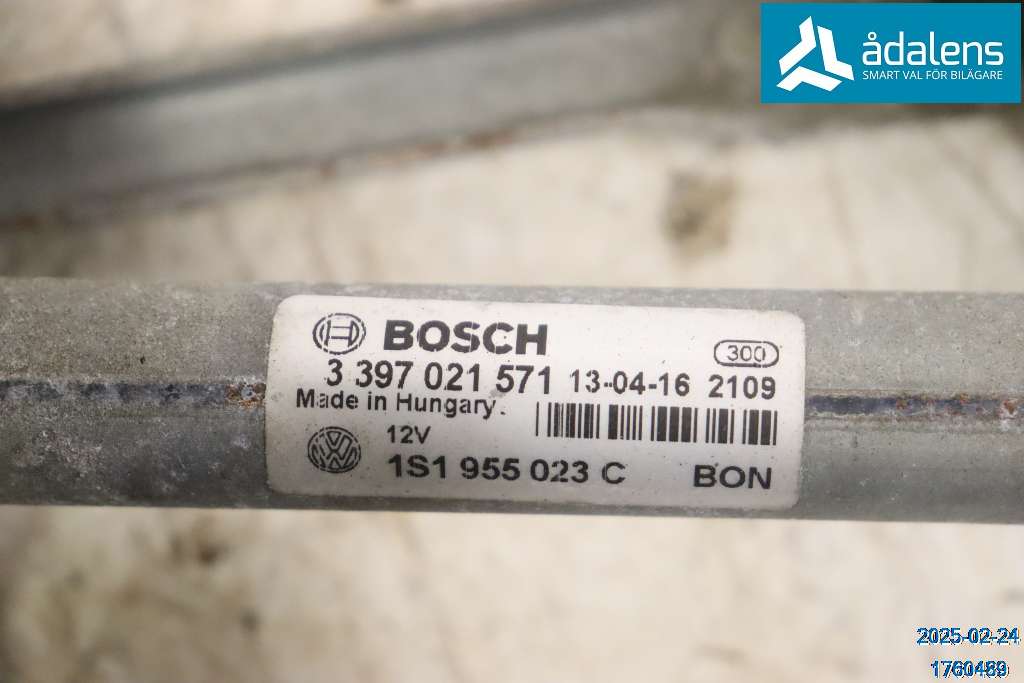 ådalens
SMART VAL FÖR BILÄGARE
BOSCH
300
3 397 021 571 13-04-16 2109
Made in Hungary.
12V
1S1 955 023 C BON
2025-02-24
1760489